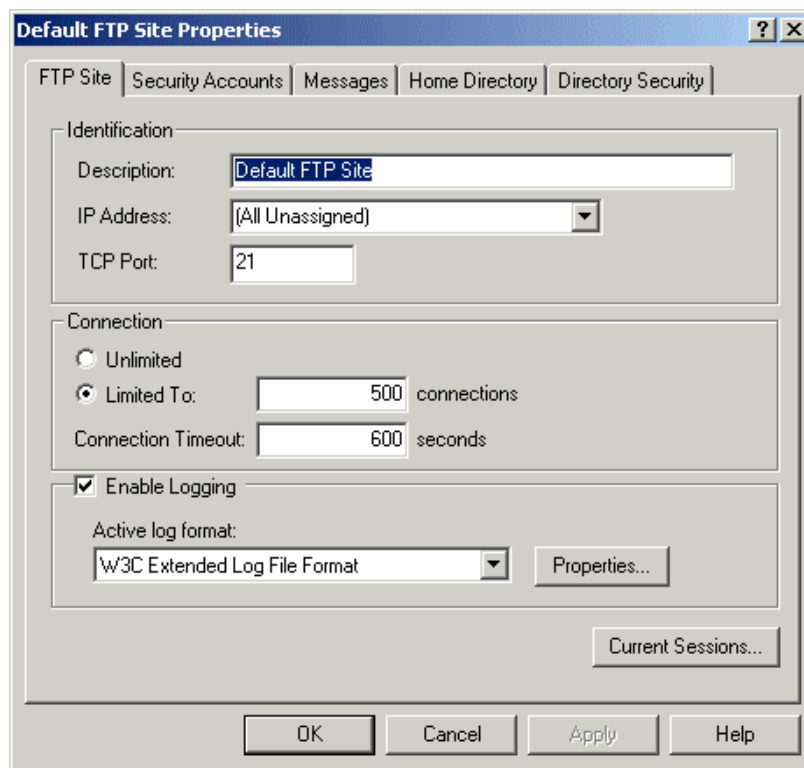 Default FTP Site Properties
FTP Site Security Accounts Messages Home Directory Directory Security
Identification
Description: Default FTP Site
IP Address: (All Unassigned)
TCP Port: 21
Connection
Unlimited
Limited To: 500 connections
Connection Timeout: 600 seconds
Enable Logging
Active log format:
W3C Extended Log File Format Properties...
Current Sessions...
OK Cancel Apply Help